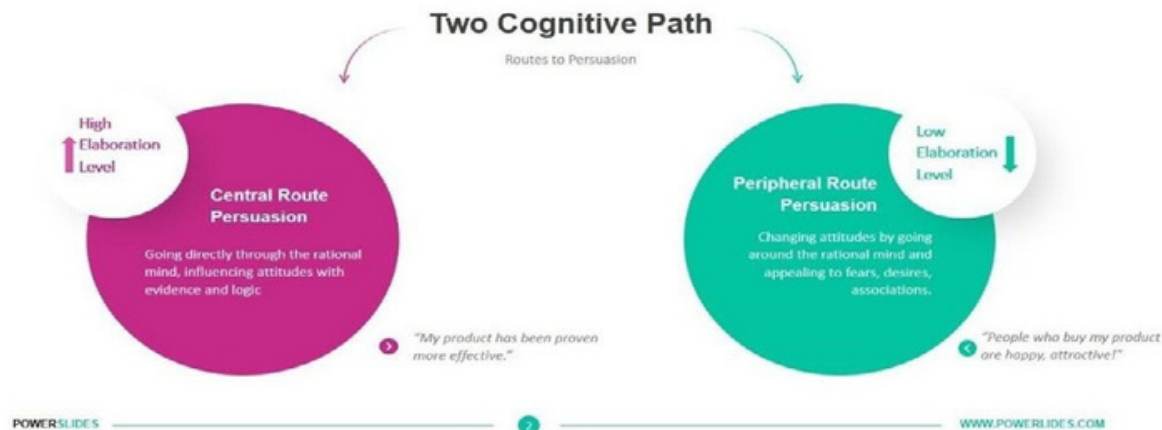 Two Cognitive Path
Routes to Persuasion
High
Elaboration
Level
Central Route
Persuasion
Going directly through the rational
mind, influencing attitudes with
evidence and logic
"My product has been proven
more effective."
Low
Elaboration
Level
Peripheral Route
Persuasion
Changing attitudes by going
around the rational mind and
appealing to fears, desires,
associations.
"People who buy my product
are happy, attractive!"
POWERSLIDES
2
WWW.POWERLIDES.COM